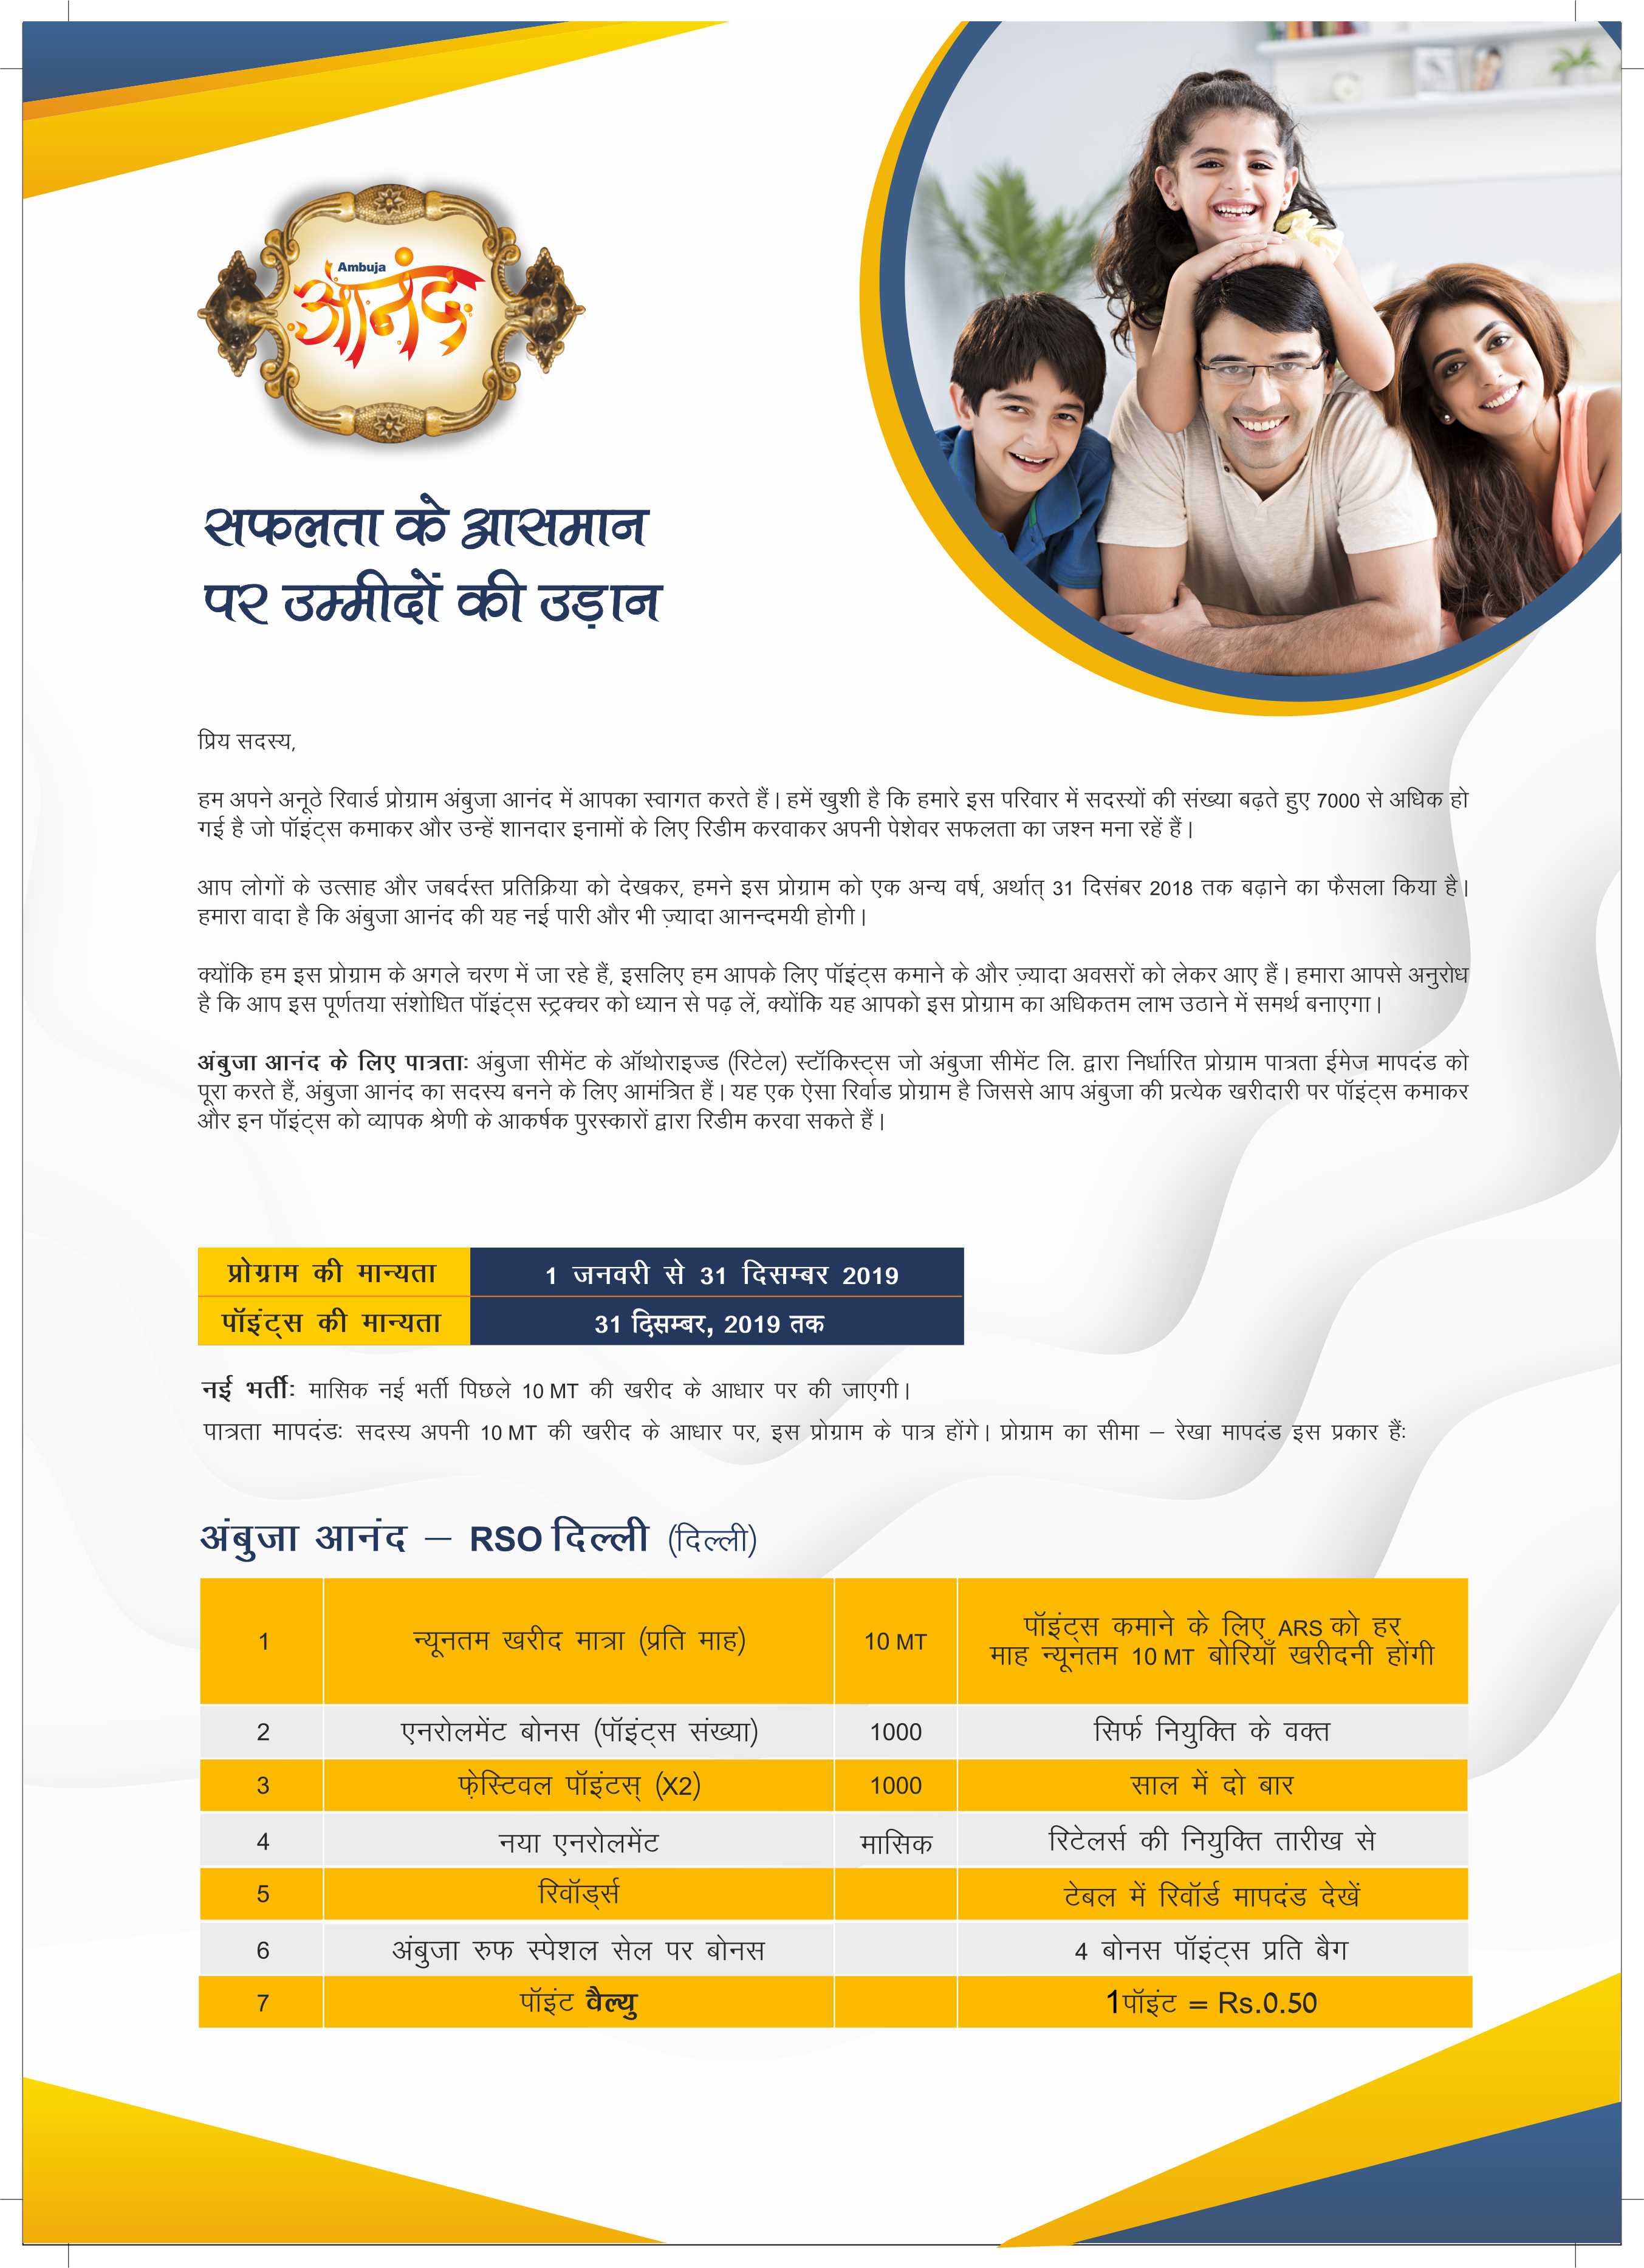 Ambuja
आनंद
सफलता के आसमान
पर उम्मीदों की उड़ान
प्रिय सदस्य,
हम अपने अनूठे रिवार्ड प्रोग्राम अंबुजा आनंद में आपका स्वागत करते हैं। हमें खुशी है कि हमारे इस परिवार में सदस्यों की संख्या बढ़ते हुए 7000 से अधिक हो
गई है जो पॉइंट्स कमाकर और उन्हें शानदार इनामों के लिए रिडीम करवाकर अपनी पेशेवर सफलता का जश्न मना रहें हैं।
आप लोगों के उत्साह और जबर्दस्त प्रतिक्रिया को देखकर, हमने इस प्रोग्राम को एक अन्य वर्ष, अर्थात् 31 दिसंबर 2018 तक बढ़ाने का फैसला किया है।
हमारा वादा है कि अंबुजा आनंद की यह नई पारी और भी ज़्यादा आनन्दमयी होगी।
क्योंकि हम इस प्रोग्राम के अगले चरण में जा रहे हैं, इसलिए हम आपके लिए पॉइंट्स कमाने के और ज़्यादा अवसरों को लेकर आए हैं। हमारा आपसे अनुरोध
है कि आप इस पूर्णतया संशोधित पॉइंट्स स्ट्रक्चर को ध्यान से पढ़ लें, क्योंकि यह आपको इस प्रोग्राम का अधिकतम लाभ उठाने में समर्थ बनाएगा।
अंबुजा आनंद के लिए पात्रताः अंबुजा सीमेंट के ऑथोराइज्ड (रिटेल) स्टॉकिस्ट्स जो अंबुजा सीमेंट लि. द्वारा निर्धारित प्रोग्राम पात्रता ईमेज मापदंड को
पूरा करते हैं, अंबुजा आनंद का सदस्य बनने के लिए आमंत्रित हैं। यह एक ऐसा रिर्वाड प्रोग्राम है जिससे आप अंबुजा की प्रत्येक खरीदारी पर पॉइंट्स कमाकर
और इन पॉइंट्स को व्यापक श्रेणी के आकर्षक पुरस्कारों द्वारा रिडीम करवा सकते हैं।
प्रोग्राम की मान्यता 1 जनवरी से 31 दिसम्बर 2019
पॉइंट्स की मान्यता 31 दिसम्बर, 2019 तक
नई भर्तीः मासिक नई भर्ती पिछले 10 MT की खरीद के आधार पर की जाएगी।
पात्रता मापदंडः सदस्य अपनी 10 MT की खरीद के आधार पर, इस प्रोग्राम के पात्र होंगे। प्रोग्राम का सीमा – रेखा मापदंड इस प्रकार हैंः
अंबुजा आनंद – RSO दिल्ली (दिल्ली)
1 न्यूनतम खरीद मात्रा (प्रति माह) 10 MT पॉइंट्स कमाने के लिए ARS को हर
माह न्यूनतम 10 MT बोरियाँ खरीदनी होंगी
2 एनरोलमेंट बोनस (पॉइंट्स संख्या) 1000 सिर्फ नियुक्ति के वक्त
3 फ़ेस्टिवल पॉइंटस् (X2) 1000 साल में दो बार
4 नया एनरोलमेंट मासिक रिटेलर्स की नियुक्ति तारीख से
5 रिवॉर्ड्स टेबल में रिवॉर्ड मापदंड देखें
6 अंबुजा रुफ स्पेशल सेल पर बोनस 4 बोनस पॉइंट्स प्रति बैग
7 पॉइंट वैल्यु 1पॉइंट = Rs.0.50